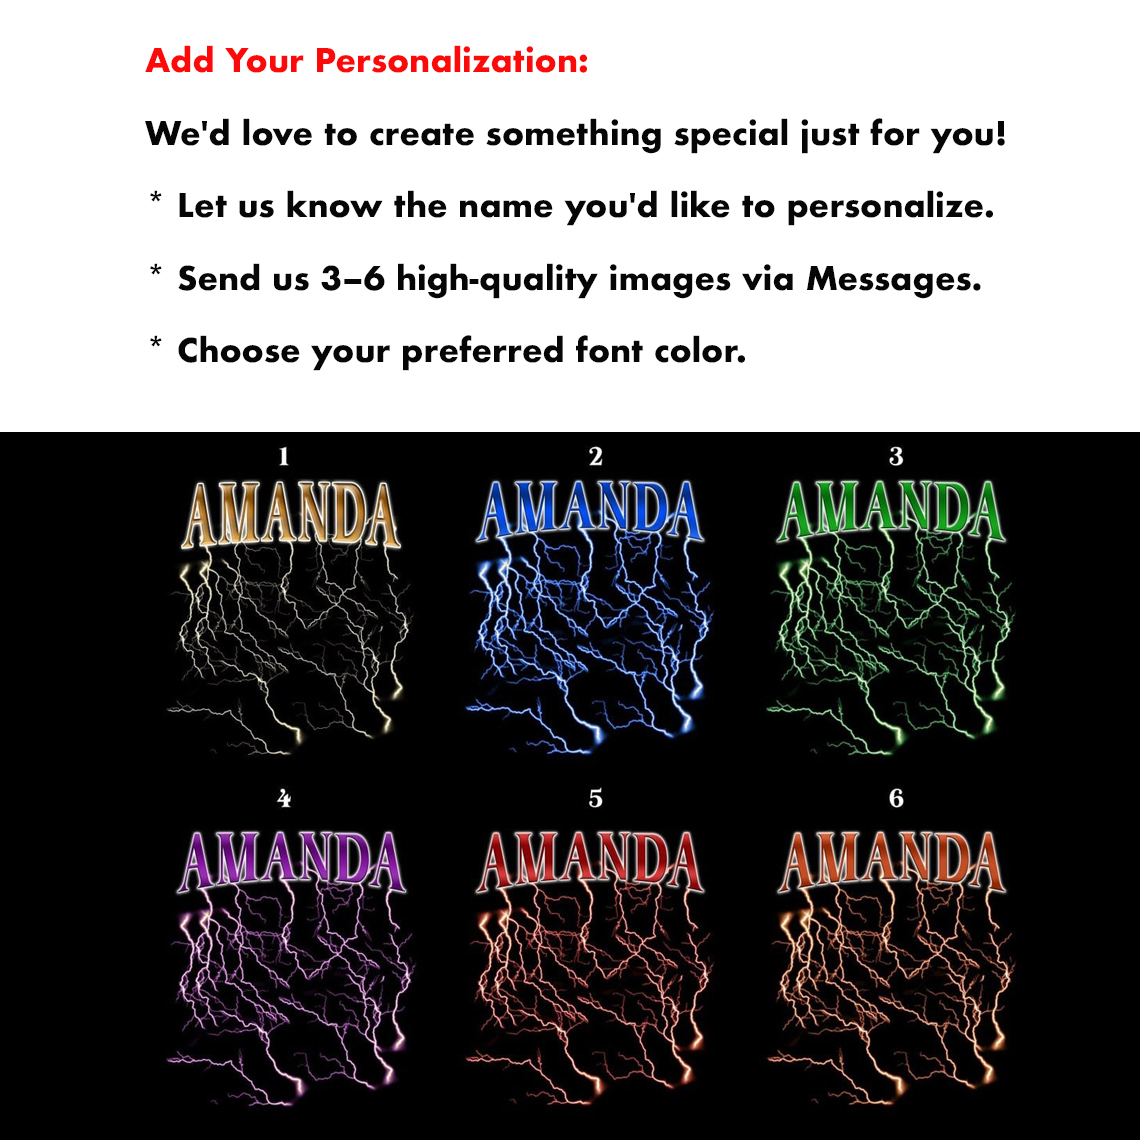 Add Your Personalization:
We'd love to create something special just for you!
* Let us know the name you'd like to personalize.
* Send us 3–6 high-quality images via Messages.
* Choose your preferred font color.
1 2 3
AMANDA AMANDA AMANDA
4 5 6
AMANDA AMANDA AMANDA